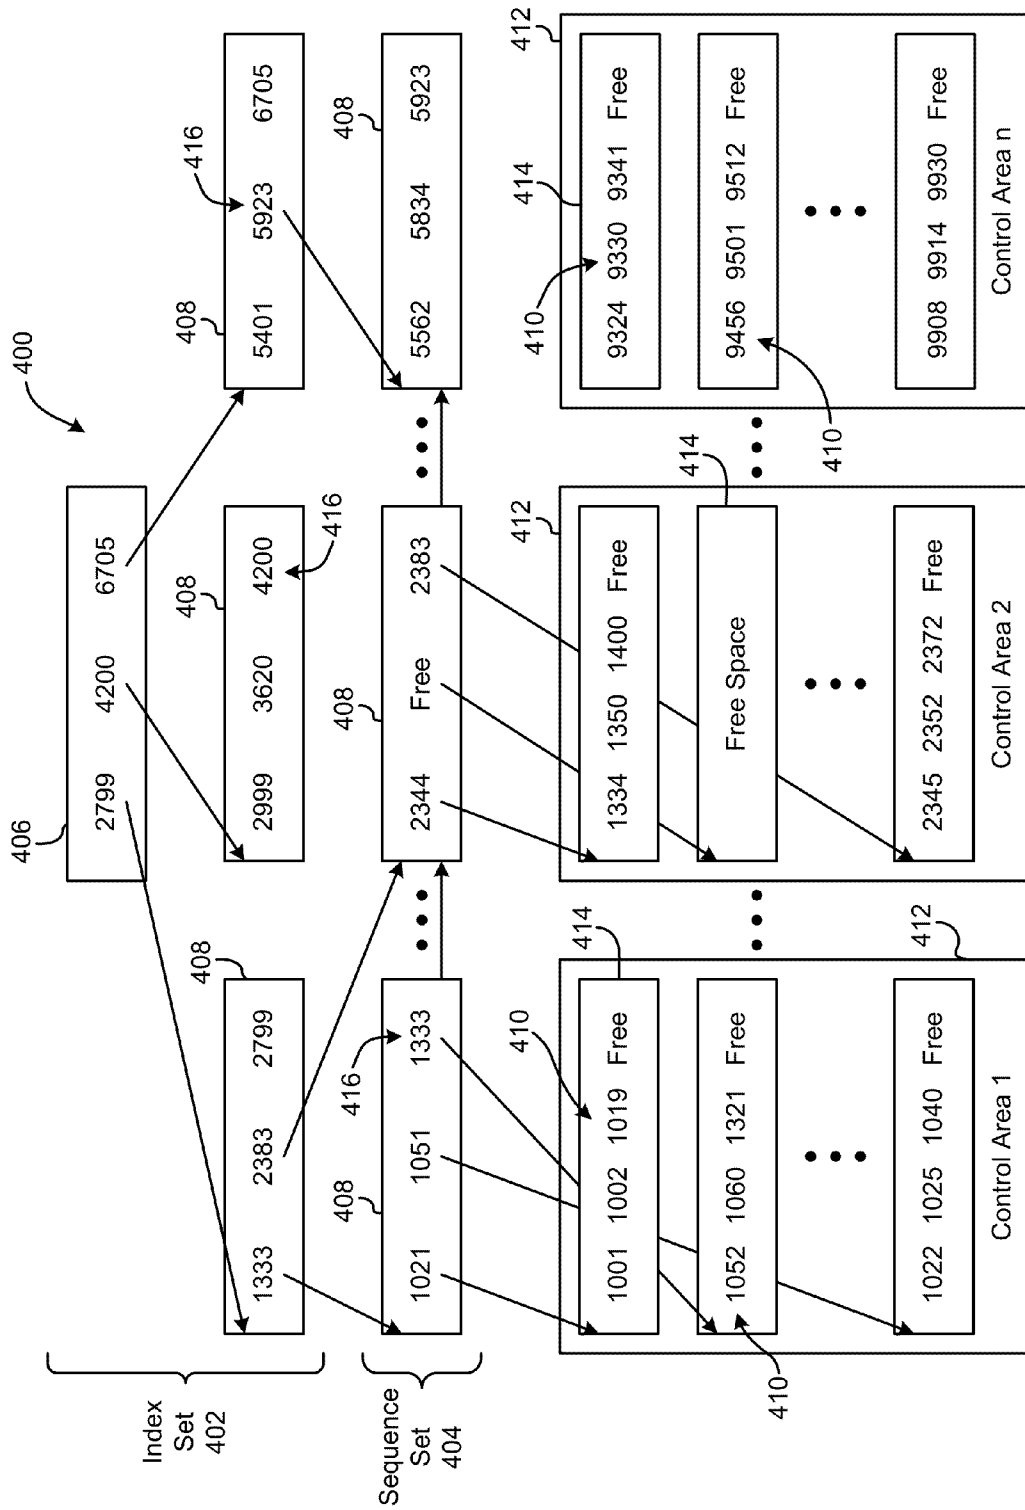 400
406
2799 4200 6705
Index
Set
402
408
1333 2383 2799
408
2999 3620 4200
416
408
5401 5923 6705
416
Sequence
Set
404
408
1021 1051 1333
416
408
2344 Free 2383
408
5562 5834 5923
412
414
410
1001 1002 1019 Free
1052 1060 1321 Free
410
1022 1025 1040 Free
Control Area 1
412
414
1334 1350 1400 Free
Free Space
2345 2352 2372 Free
Control Area 2
412
414
410
9324 9330 9341 Free
9456 9501 9512 Free
410
9908 9914 9930 Free
Control Area n